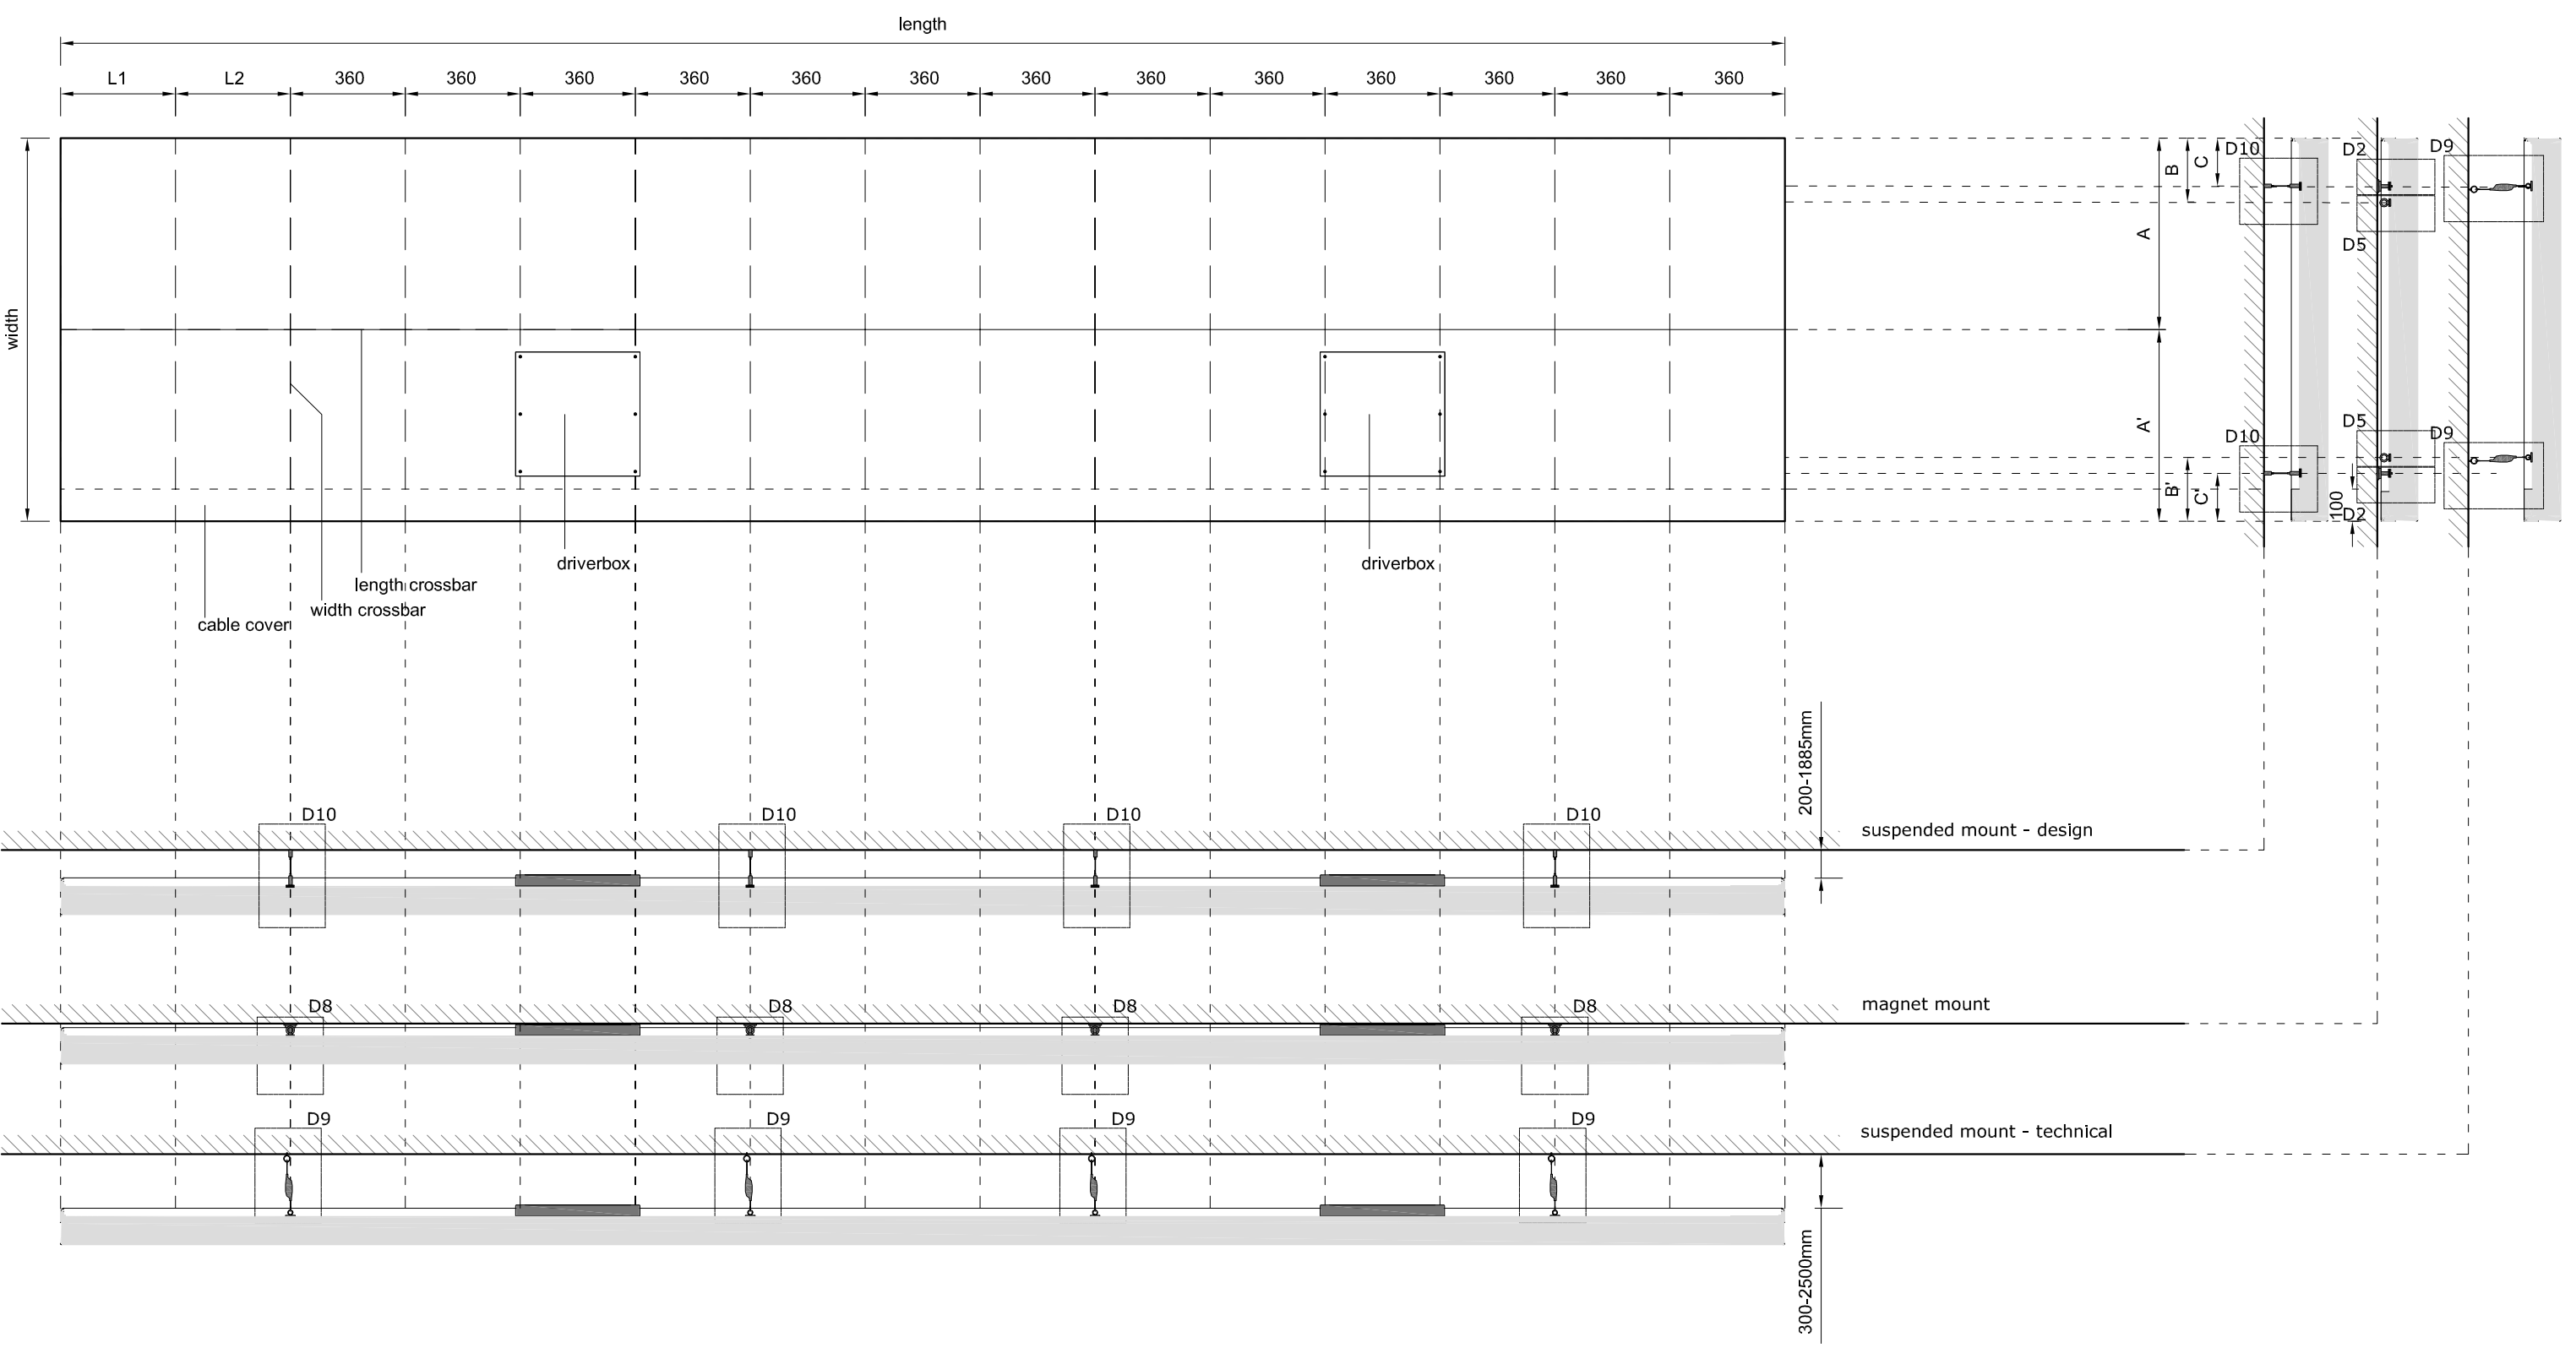 length
L1 L2 360 360 360 360 360 360 360 360 360 360 360 360 360
width
A B C
D10 D2 D9
D5
A' B' C'
D10 D5 D9
100
D2
driverbox driverbox
length crossbar
width crossbar
cable cover
200-1885mm
D10 D10 D10 D10
suspended mount - design
D8 D8 D8 D8
magnet mount
D9 D9 D9 D9
suspended mount - technical
300-2500mm